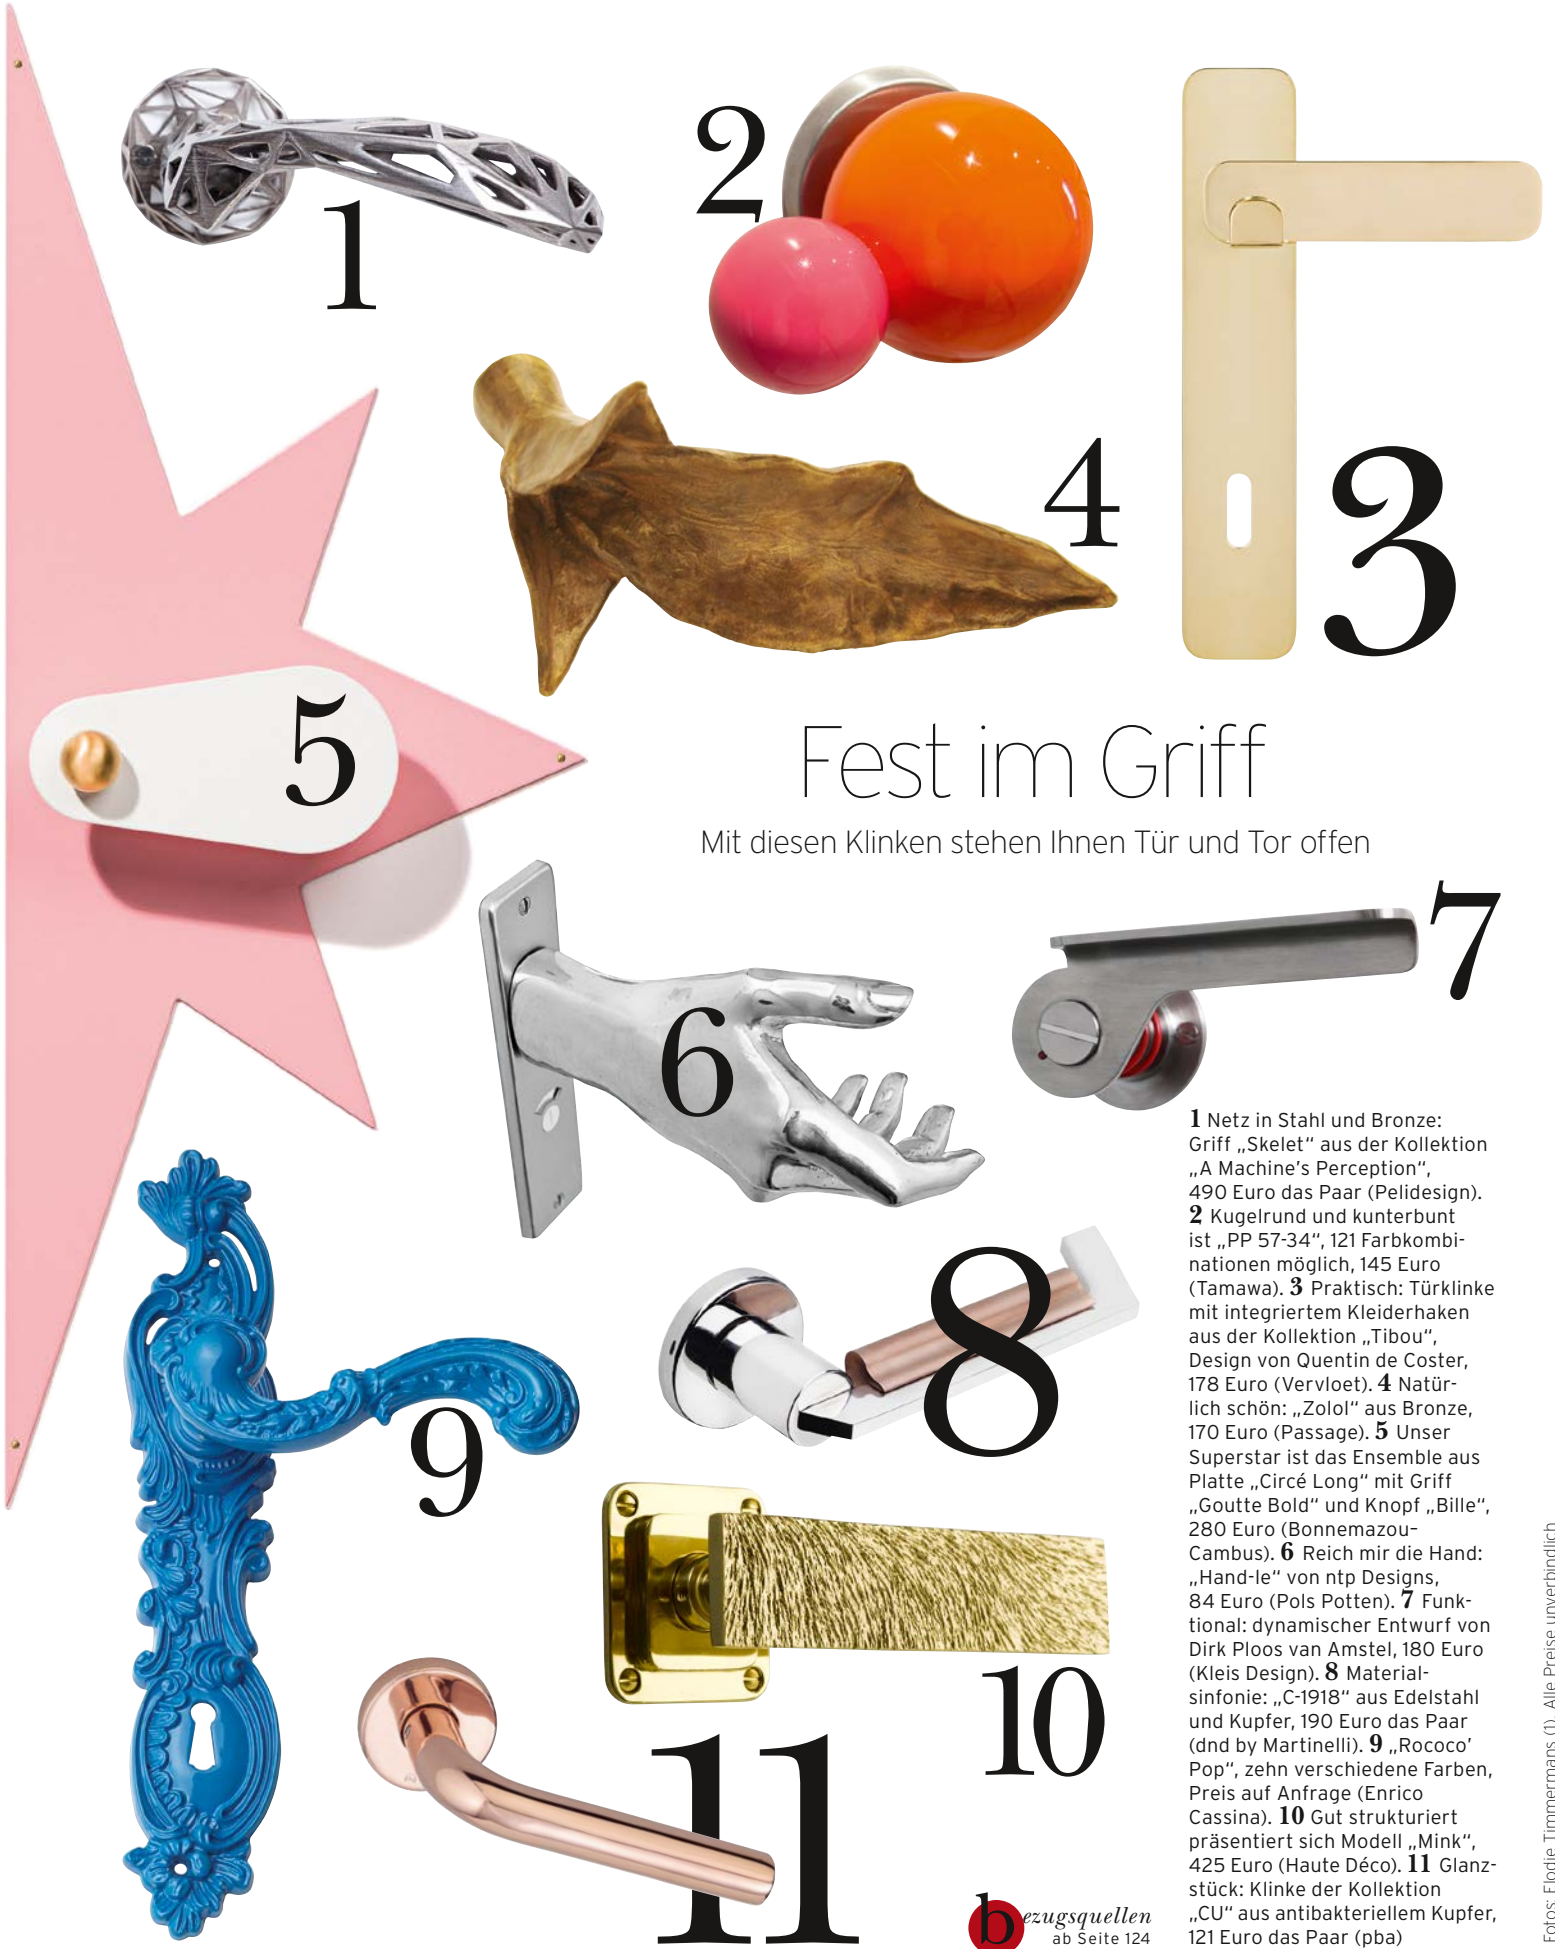 1
2
3
4
5
Fest im Griff
Mit diesen Klinken stehen Ihnen Tür und Tor offen
6
7
8
9
10
11
1 Netz in Stahl und Bronze:
Griff „Skelet“ aus der Kollektion
„A Machine's Perception“,
490 Euro das Paar (Pelidesign).
2 Kugelrund und kunterbunt
ist „PP 57-34“, 121 Farbkombi-
nationen möglich, 145 Euro
(Tamawa). 3 Praktisch: Türklinke
mit integriertem Kleiderhaken
aus der Kollektion „Tibou“,
Design von Quentin de Coster,
178 Euro (Vervloet). 4 Natür-
lich schön: „Zolol“ aus Bronze,
170 Euro (Passage). 5 Unser
Superstar ist das Ensemble aus
Platte „Circé Long“ mit Griff
„Goutte Bold“ und Knopf „Bille“,
280 Euro (Bonnemazou-
Cambus). 6 Reich mir die Hand:
„Hand-le“ von ntp Designs,
84 Euro (Pols Potten). 7 Funk-
tional: dynamischer Entwurf von
Dirk Ploos van Amstel, 180 Euro
(Kleis Design). 8 Material-
sinfonie: „C-1918“ aus Edelstahl
und Kupfer, 190 Euro das Paar
(dnd by Martinelli). 9 „Rococo'
Pop“, zehn verschiedene Farben,
Preis auf Anfrage (Enrico
Cassina). 10 Gut strukturiert
präsentiert sich Modell „Mink“,
425 Euro (Haute Déco). 11 Glanz-
stück: Klinke der Kollektion
„CU“ aus antibakteriellem Kupfer,
121 Euro das Paar (pba)
bezugsquellen
ab Seite 124
Fotos: Elodie Timmermans (1). Alle Preise unverbindlich